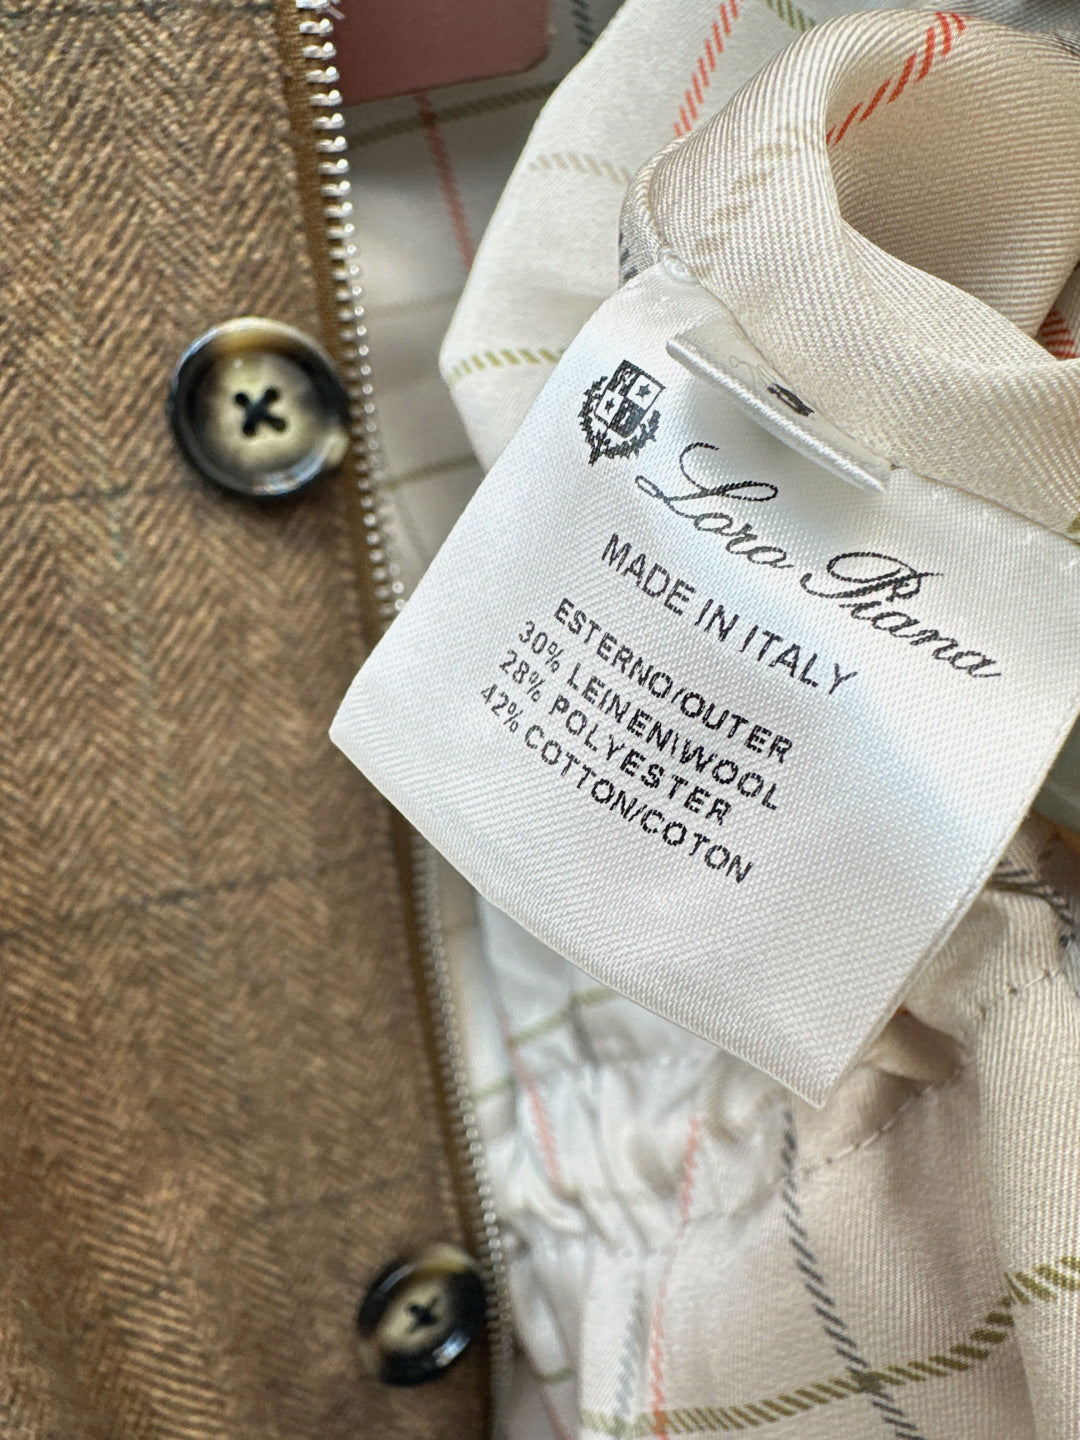 Loro Piana
MADE IN ITALY
ESTERNO/OUTER
30% LEINEN\WOOL
28% POLYESTER
42% COTTON/COTON